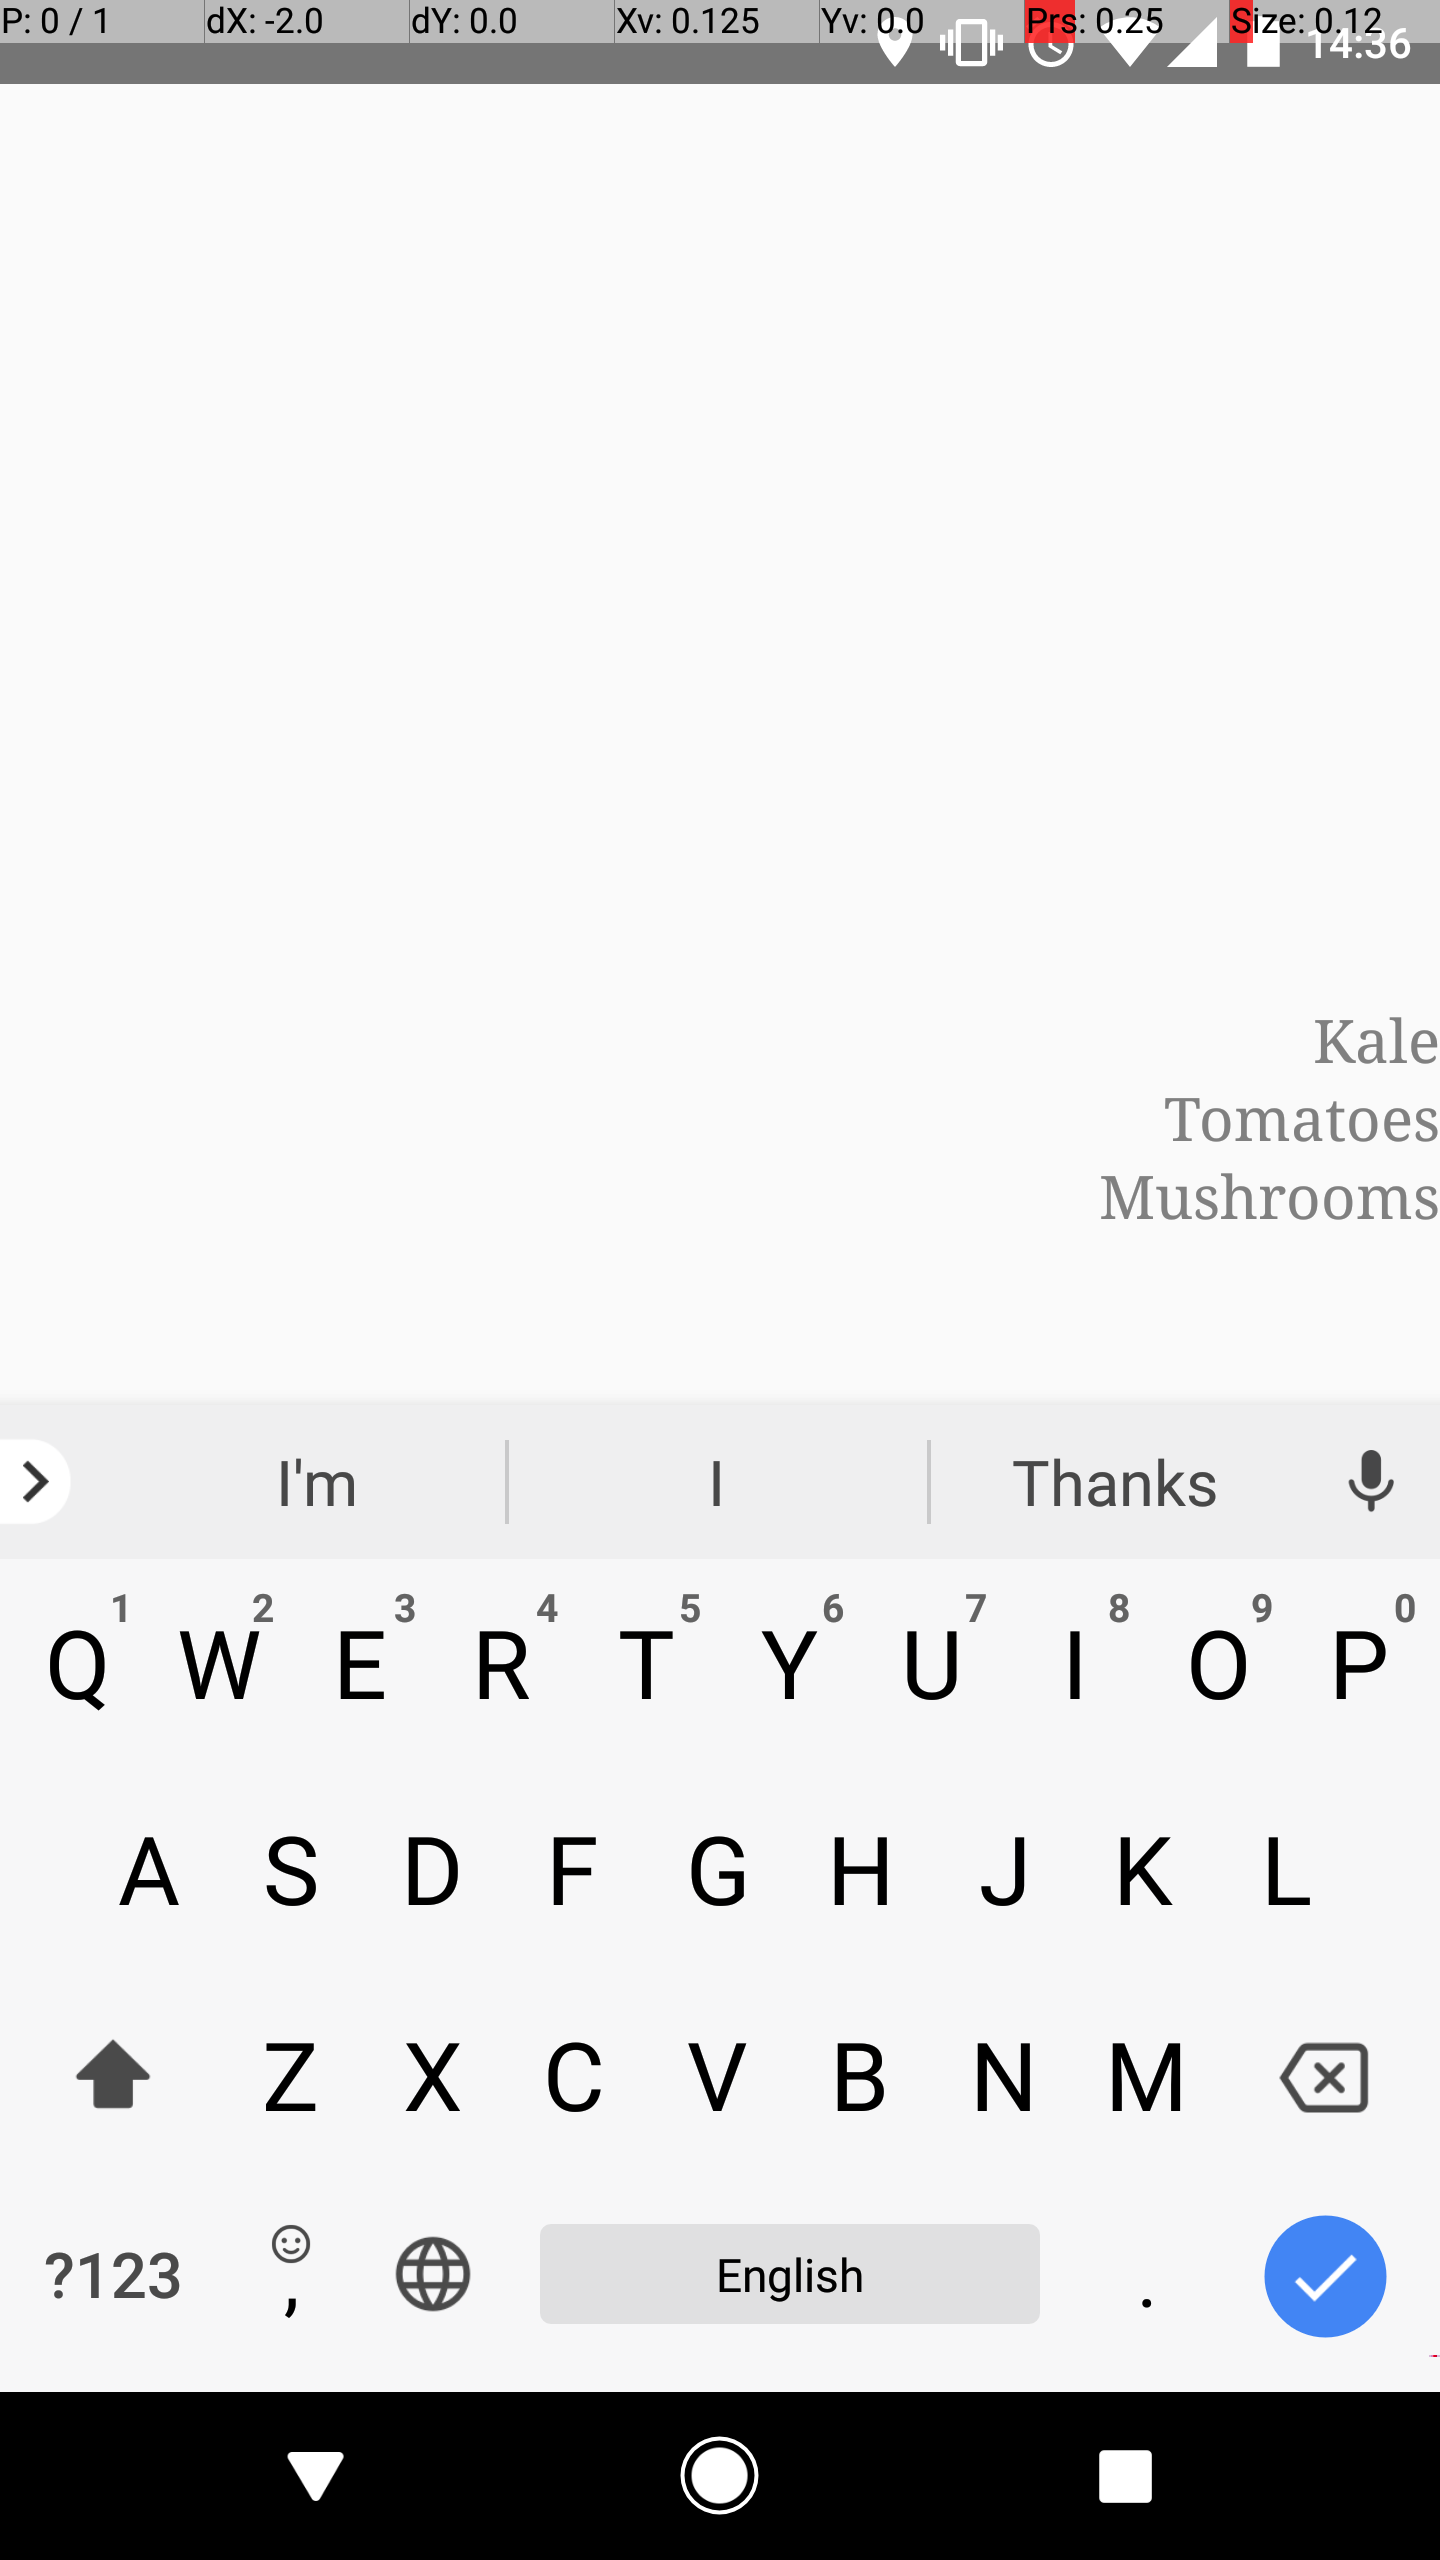 P: 0 / 1 dX: -2.0 dY: 0.0 Xv: 0.125 Yv: 0.0 Prs: 0.25 Size: 0.12
14:36
Kale
Tomatoes
Mushrooms
I'm I Thanks
1 2 3 4 5 6 7 8 9 0
Q W E R T Y U I O P
A S D F G H J K L
Z X C V B N M
?123 , English .